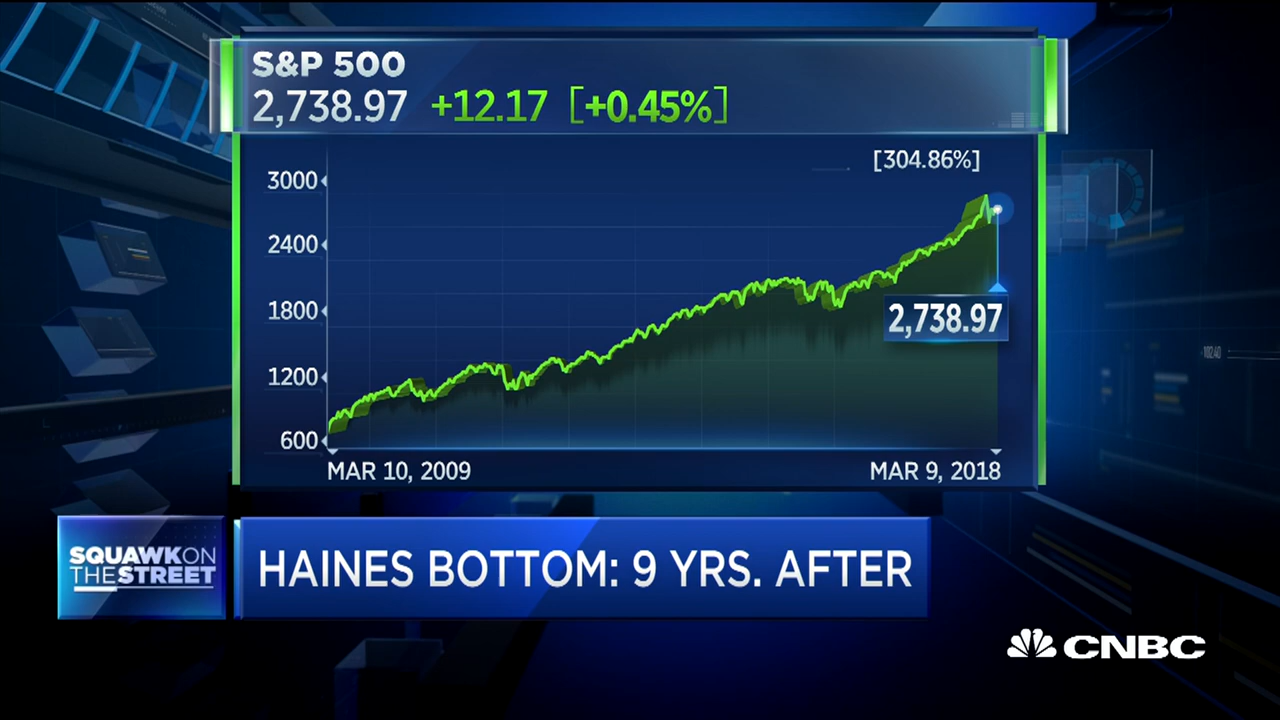 S&P 500
2,738.97 +12.17 [+0.45%]
[304.86%]
3000
2400
1800
1200
600
2,738.97
MAR 10, 2009 MAR 9, 2018
SQUAWK ON
THE STREET
HAINES BOTTOM: 9 YRS. AFTER
CNBC